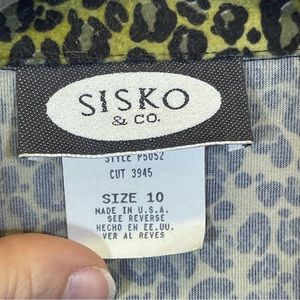 SISKO
& CO.
STYLE P5052
CUT 3945
SIZE 10
MADE IN U.S.A.
SEE REVERSE
HECHO EN EE.UU.
VER AL REVES